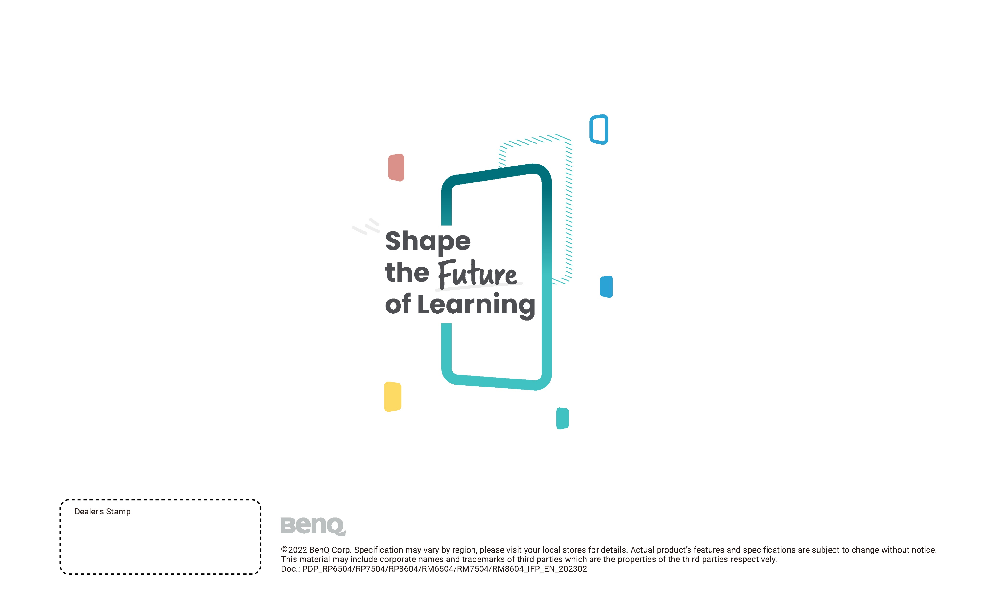 Shape
the Future
of Learning
Dealer's Stamp
BenQ
©2022 BenQ Corp. Specification may vary by region, please visit your local stores for details. Actual product’s features and specifications are subject to change without notice.
This material may include corporate names and trademarks of third parties which are the properties of the third parties respectively.
Doc.: PDP_RP6504/RP7504/RP8604/RM6504/RM7504/RM8604_IFP_EN_202302